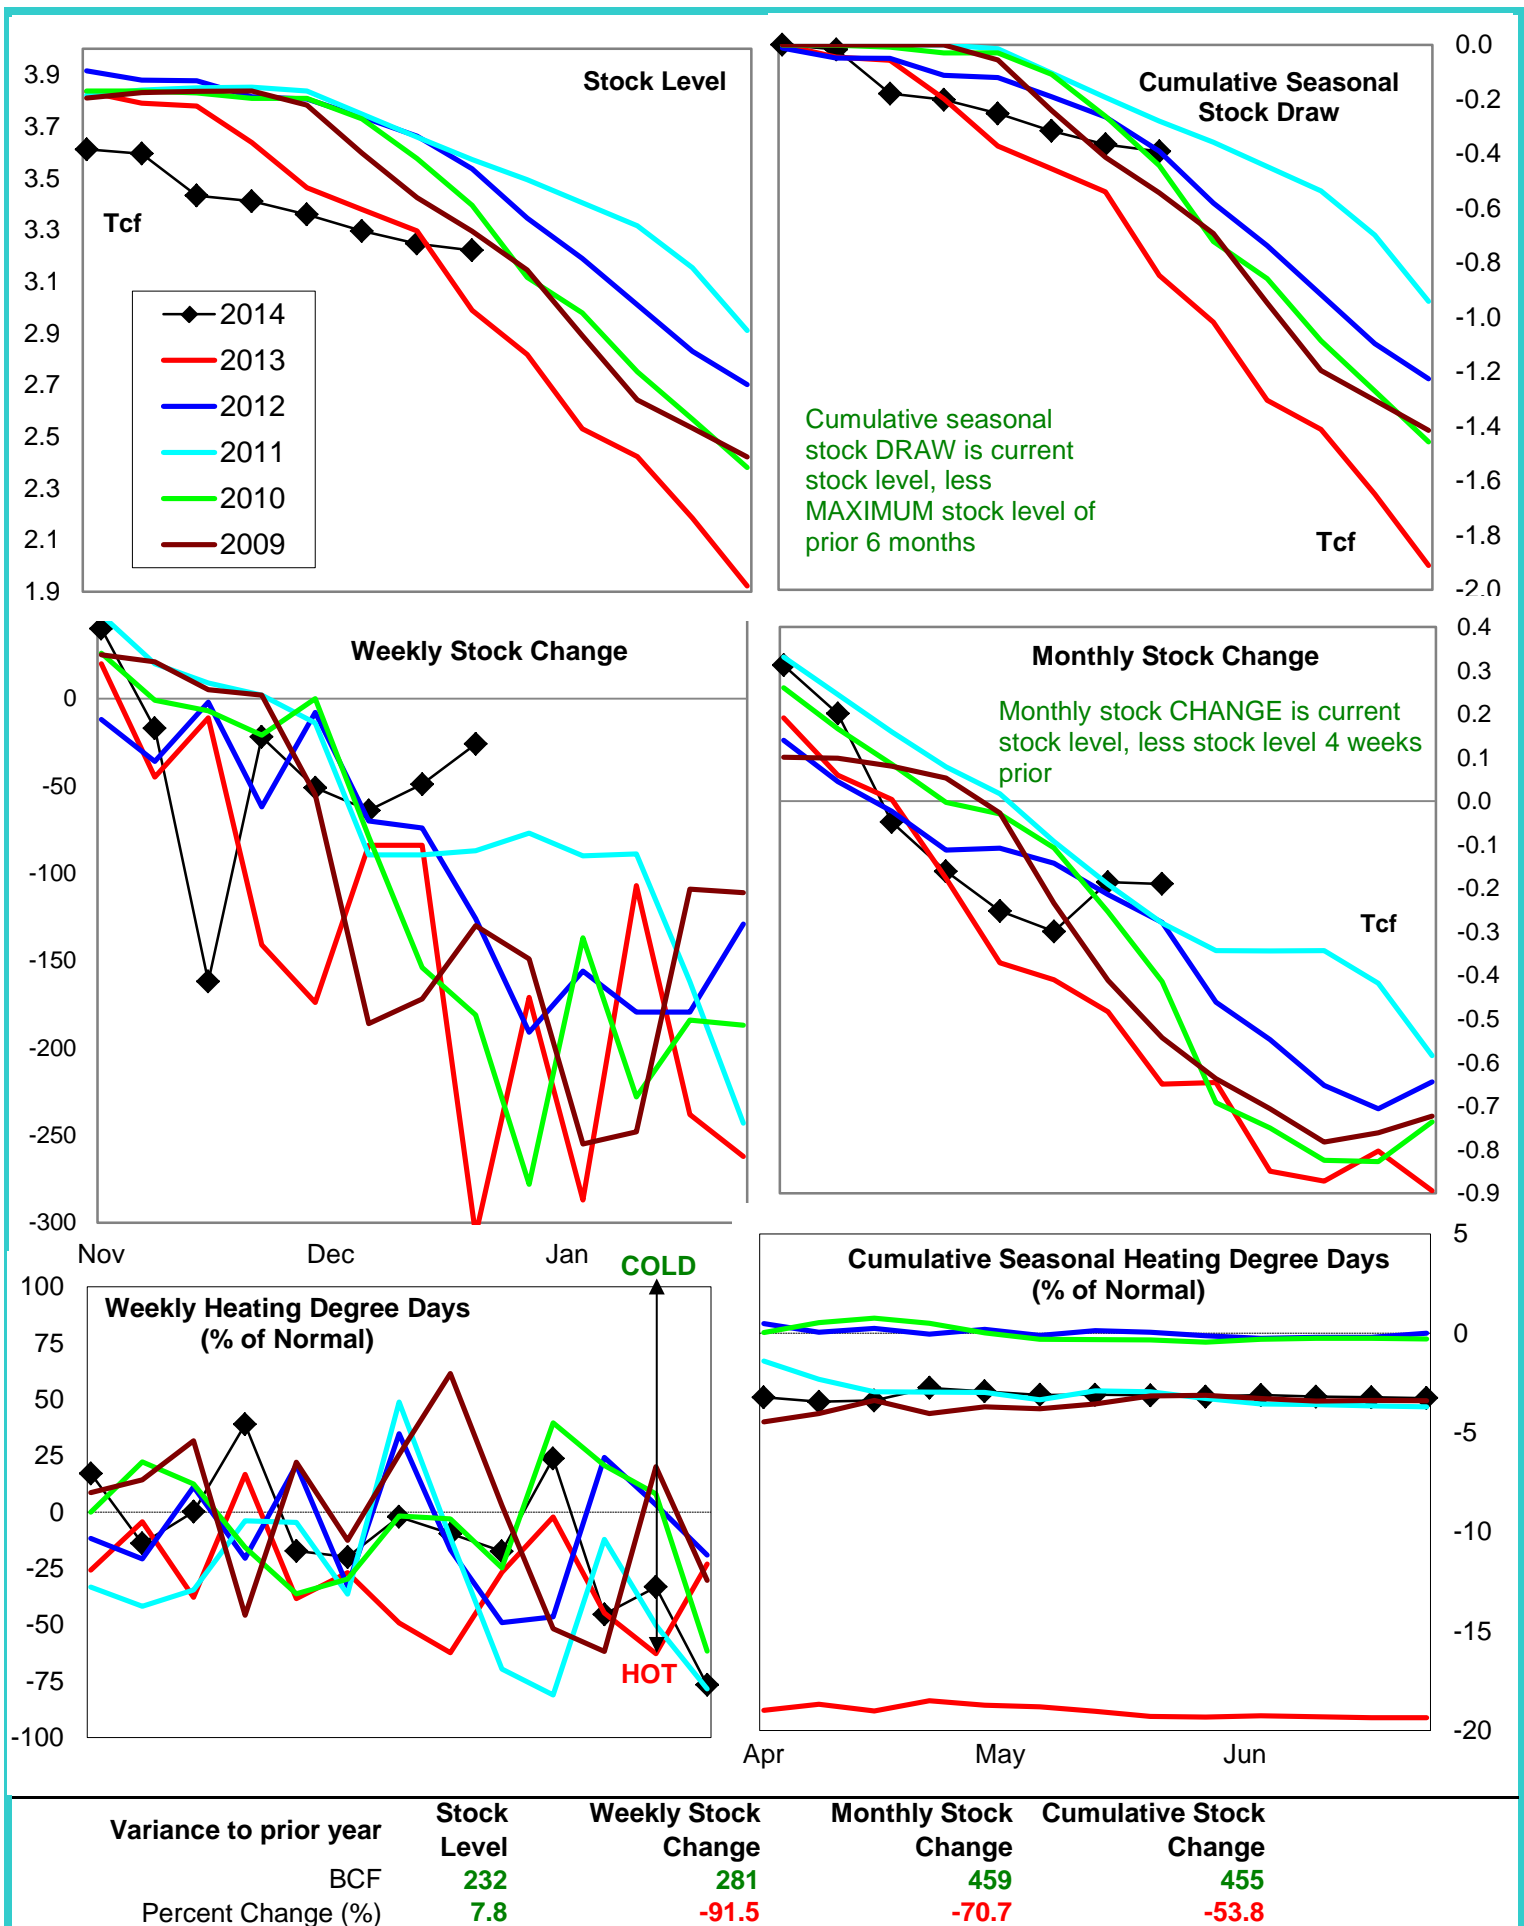 Stock Level
3.9
3.7
3.5
3.3
3.1
2.9
2.7
2.5
2.3
2.1
1.9
Tcf
2014
2013
2012
2011
2010
2009
Cumulative Seasonal
Stock Draw
0.0
-0.2
-0.4
-0.6
-0.8
-1.0
-1.2
-1.4
-1.6
-1.8
-2.0
Cumulative seasonal
stock DRAW is current
stock level, less
MAXIMUM stock level of
prior 6 months
Tcf
Weekly Stock Change
0
-50
-100
-150
-200
-250
-300
Nov
Dec
Jan
Monthly Stock Change
Monthly stock CHANGE is current
stock level, less stock level 4 weeks
prior
0.4
0.3
0.2
0.1
0.0
-0.1
-0.2
-0.3
-0.4
-0.5
-0.6
-0.7
-0.8
-0.9
Tcf
COLD
Weekly Heating Degree Days
(% of Normal)
100
75
50
25
0
-25
-50
-75
-100
HOT
Cumulative Seasonal Heating Degree Days
(% of Normal)
5
0
-5
-10
-15
-20
Apr
May
Jun
Variance to prior year
Stock
Level
Weekly Stock
Change
Monthly Stock
Change
Cumulative Stock
Change
BCF 232 281 459 455
Percent Change (%) 7.8 -91.5 -70.7 -53.8